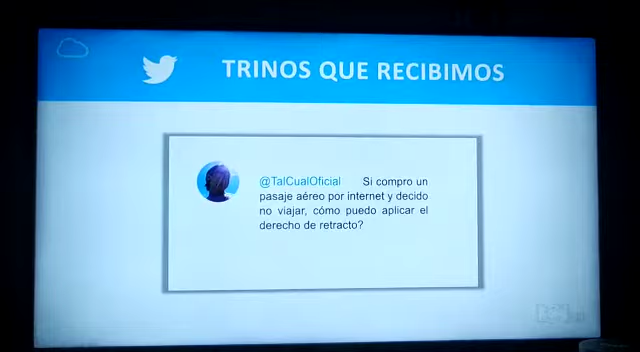 TRINOS QUE RECIBIMOS
@TalCualOficial Si compro un
pasaje aéreo por internet y decido
no viajar, cómo puedo aplicar el
derecho de retracto?